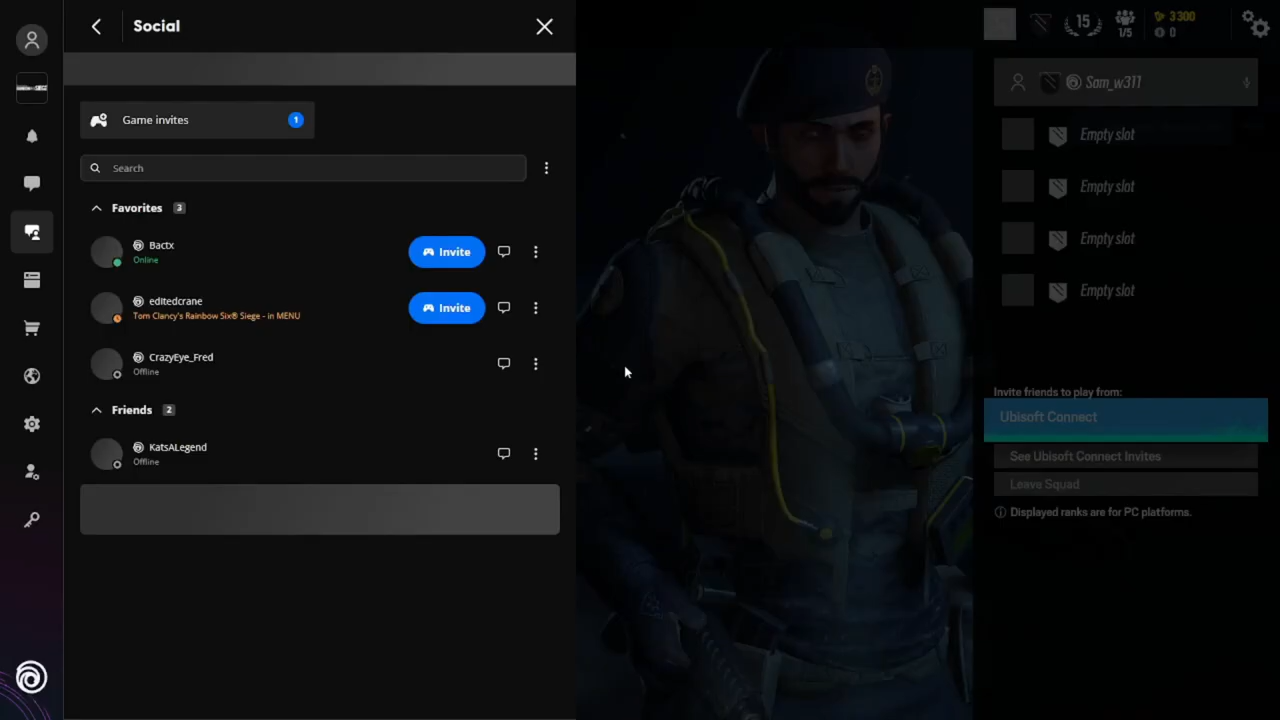 Social
Game invites 1
Search
Favorites 3
Bactx
Online
Invite
editedcrane
Tom Clancy's Rainbow Six® Siege - in MENU
Invite
CrazyEye_Fred
Offline
Friends 2
KatsALegend
Offline
15 1/5 3 300 0
Sam_w311
Empty slot
Empty slot
Empty slot
Empty slot
Invite friends to play from:
Ubisoft Connect
See Ubisoft Connect Invites
Leave Squad
Displayed ranks are for PC platforms.